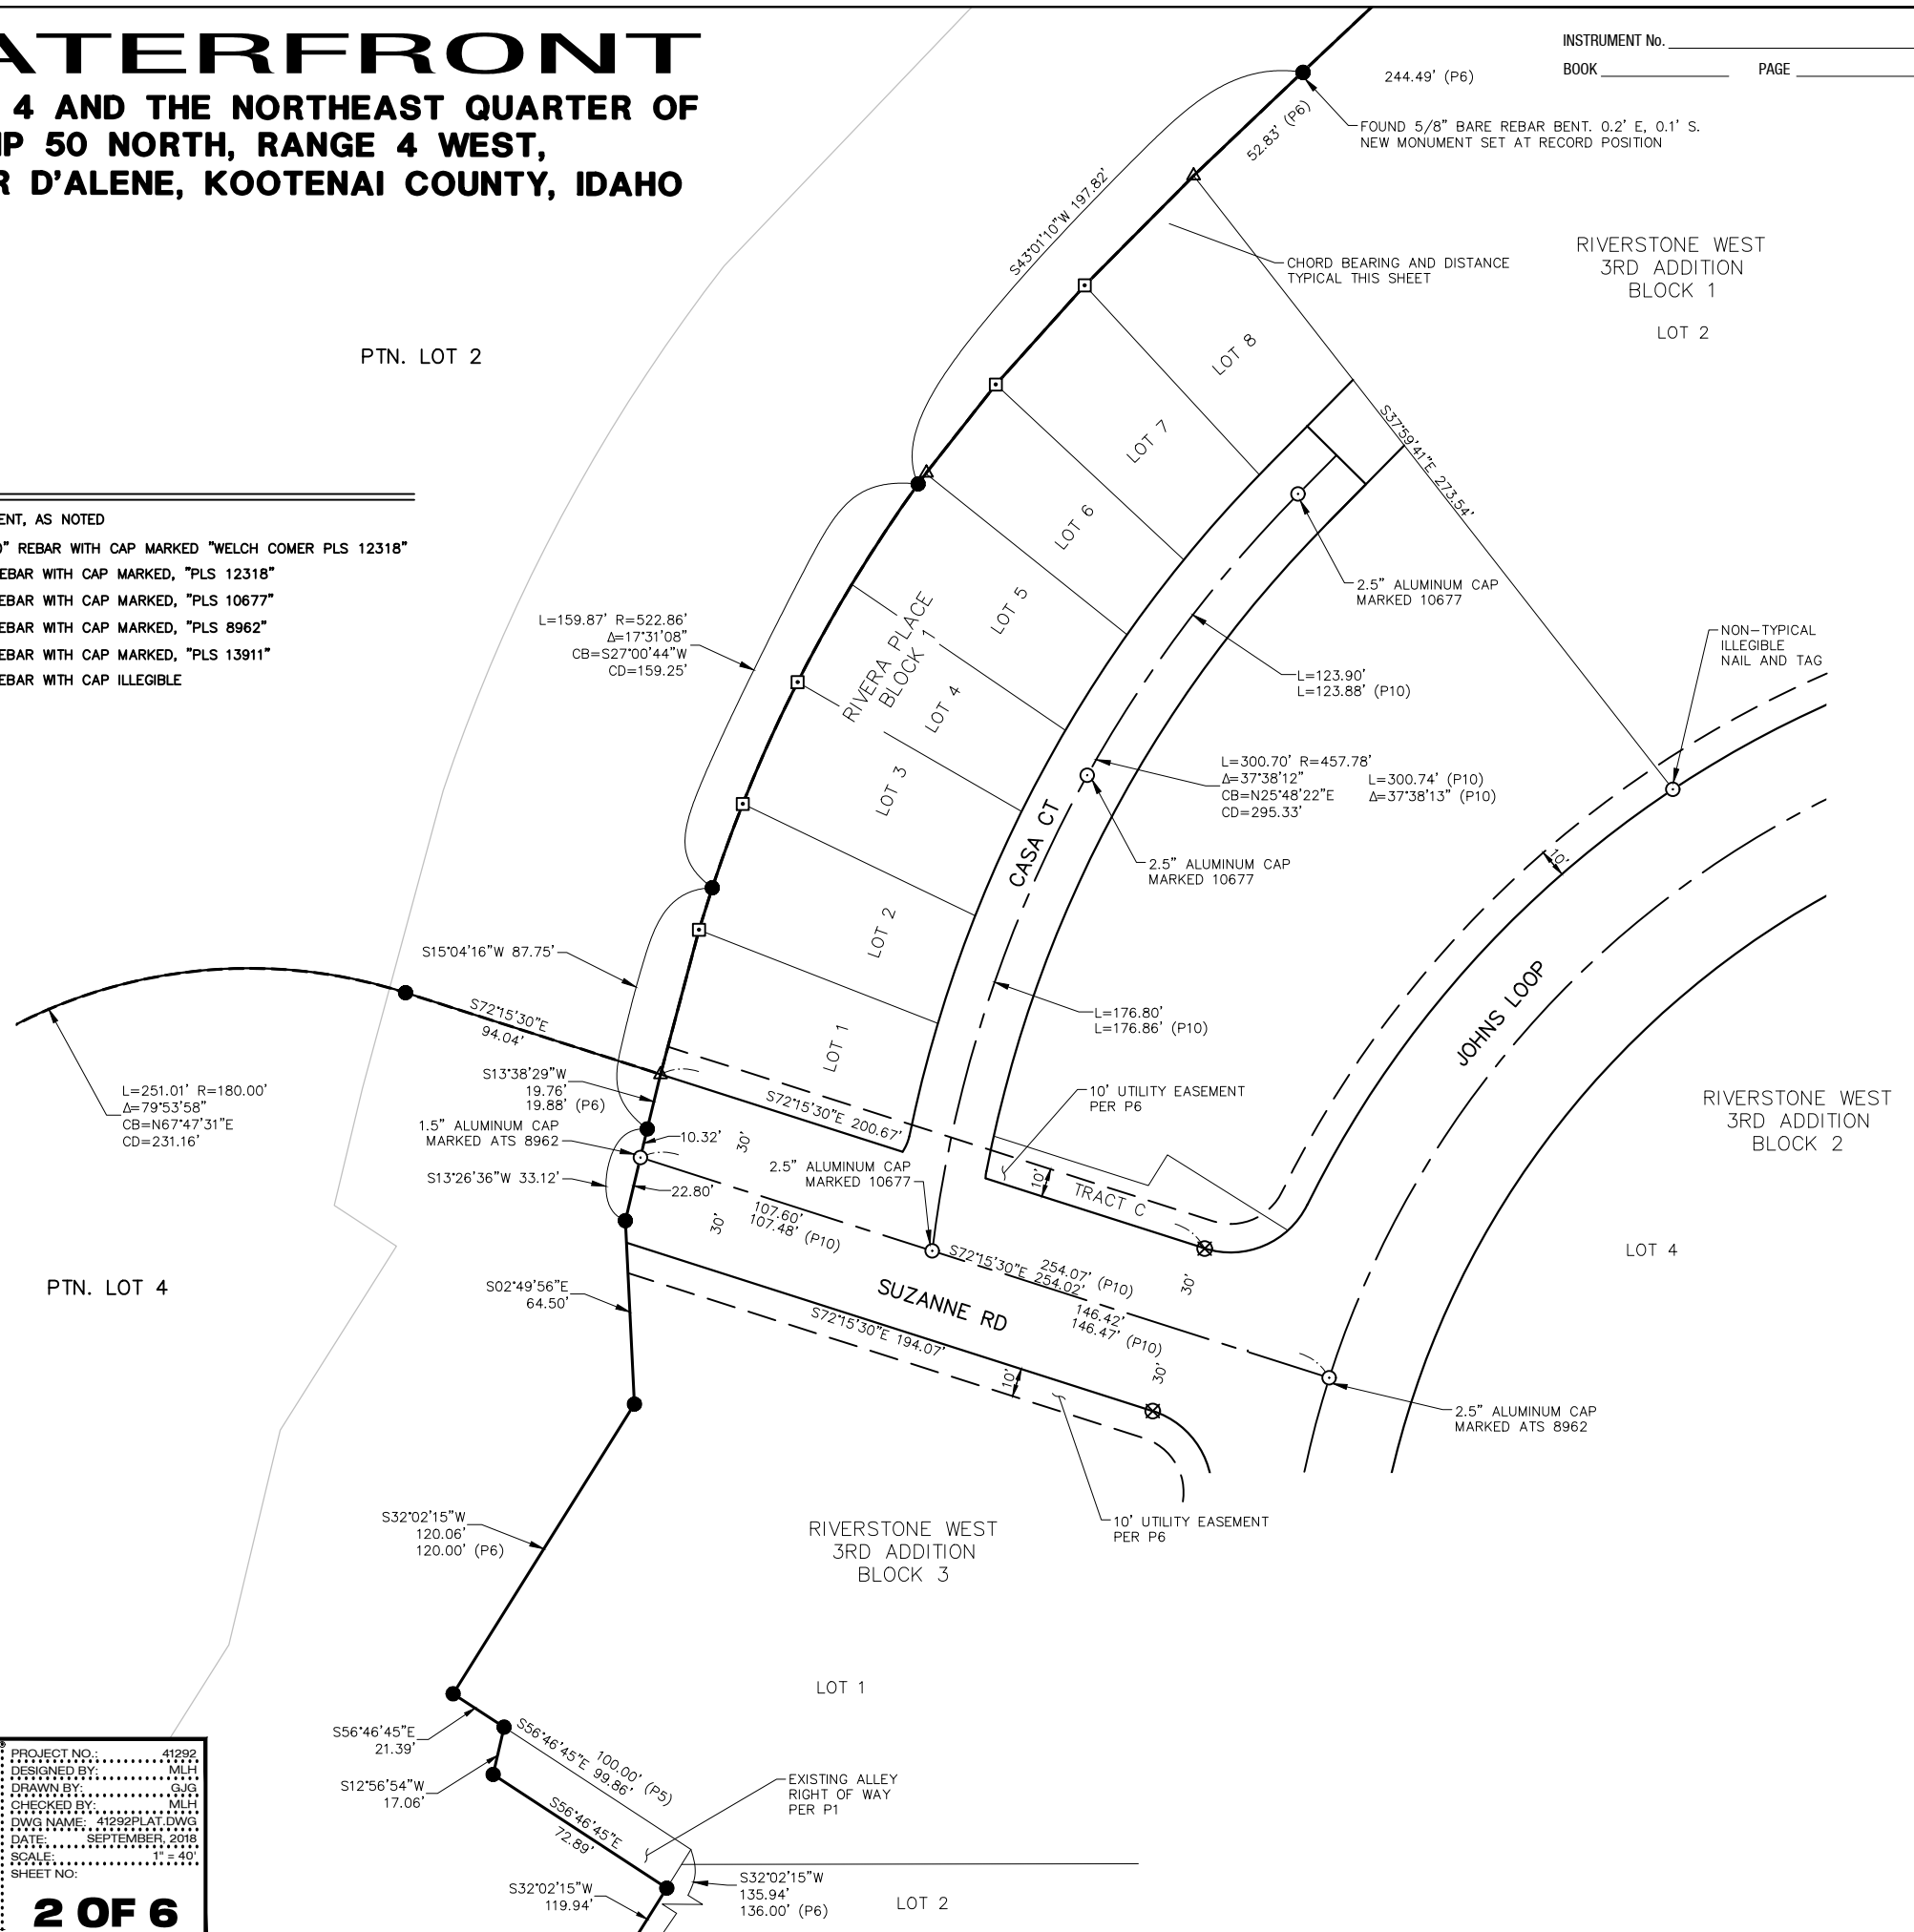 ATERFRONT
4 AND THE NORTHEAST QUARTER OF
IP 50 NORTH, RANGE 4 WEST,
R D'ALENE, KOOTENAI COUNTY, IDAHO
INSTRUMENT No.
BOOK PAGE
244.49' (P6)
52.83' (P6)
FOUND 5/8" BARE REBAR BENT. 0.2' E, 0.1' S.
NEW MONUMENT SET AT RECORD POSITION
S43°01'10"W 197.82'
CHORD BEARING AND DISTANCE
TYPICAL THIS SHEET
RIVERSTONE WEST
3RD ADDITION
BLOCK 1
LOT 2
PTN. LOT 2
LOT 8
LOT 7
LOT 6
LOT 5
LOT 4
LOT 3
LOT 2
LOT 1
RIVERA PLACE
BLOCK 1
S37°59'41"E 273.54'
ENT, AS NOTED
0" REBAR WITH CAP MARKED "WELCH COMER PLS 12318"
EBAR WITH CAP MARKED, "PLS 12318"
EBAR WITH CAP MARKED, "PLS 10677"
EBAR WITH CAP MARKED, "PLS 8962"
EBAR WITH CAP MARKED, "PLS 13911"
EBAR WITH CAP ILLEGIBLE
2.5" ALUMINUM CAP
MARKED 10677
L=159.87' R=522.86'
Δ=17°31'08"
CB=S27°00'44"W
CD=159.25'
NON-TYPICAL
ILLEGIBLE
NAIL AND TAG
L=123.90'
L=123.88' (P10)
L=300.70' R=457.78'
Δ=37°38'12"
CB=N25°48'22"E
CD=295.33'
L=300.74' (P10)
Δ=37°38'13" (P10)
CASA CT
2.5" ALUMINUM CAP
MARKED 10677
10'
JOHNS LOOP
S15°04'16"W 87.75'
S72°15'30"E
94.04'
L=176.80'
L=176.86' (P10)
L=251.01' R=180.00'
Δ=79°53'58"
CB=N67°47'31"E
CD=231.16'
S13°38'29"W
19.76'
19.88' (P6)
1.5" ALUMINUM CAP
MARKED ATS 8962
10.32'
S72°15'30"E 200.67'
30'
10' UTILITY EASEMENT
PER P6
RIVERSTONE WEST
3RD ADDITION
BLOCK 2
LOT 4
2.5" ALUMINUM CAP
MARKED 10677
S13°26'36"W 33.12'
22.80'
107.60'
107.48' (P10)
30'
10'
TRACT C
S72°15'30"E 254.02'
254.07' (P10)
30'
PTN. LOT 4
S02°49'56"E
64.50'
SUZANNE RD
146.42'
146.47' (P10)
S72°15'30"E 194.07'
30'
10'
2.5" ALUMINUM CAP
MARKED ATS 8962
S32°02'15"W
120.06'
120.00' (P6)
RIVERSTONE WEST
3RD ADDITION
BLOCK 3
10' UTILITY EASEMENT
PER P6
LOT 1
S56°46'45"E
21.39'
S56°46'45"E 99.86'
100.00' (P5)
S12°56'54"W
17.06'
EXISTING ALLEY
RIGHT OF WAY
PER P1
S56°46'45"E
72.89'
S32°02'15"W
119.94'
S32°02'15"W
135.94'
136.00' (P6)
LOT 2
PROJECT NO.: 41292
DESIGNED BY: MLH
DRAWN BY: GJG
CHECKED BY: MLH
DWG NAME: 41292PLAT.DWG
DATE: SEPTEMBER, 2018
SCALE: 1" = 40'
SHEET NO:
2 OF 6